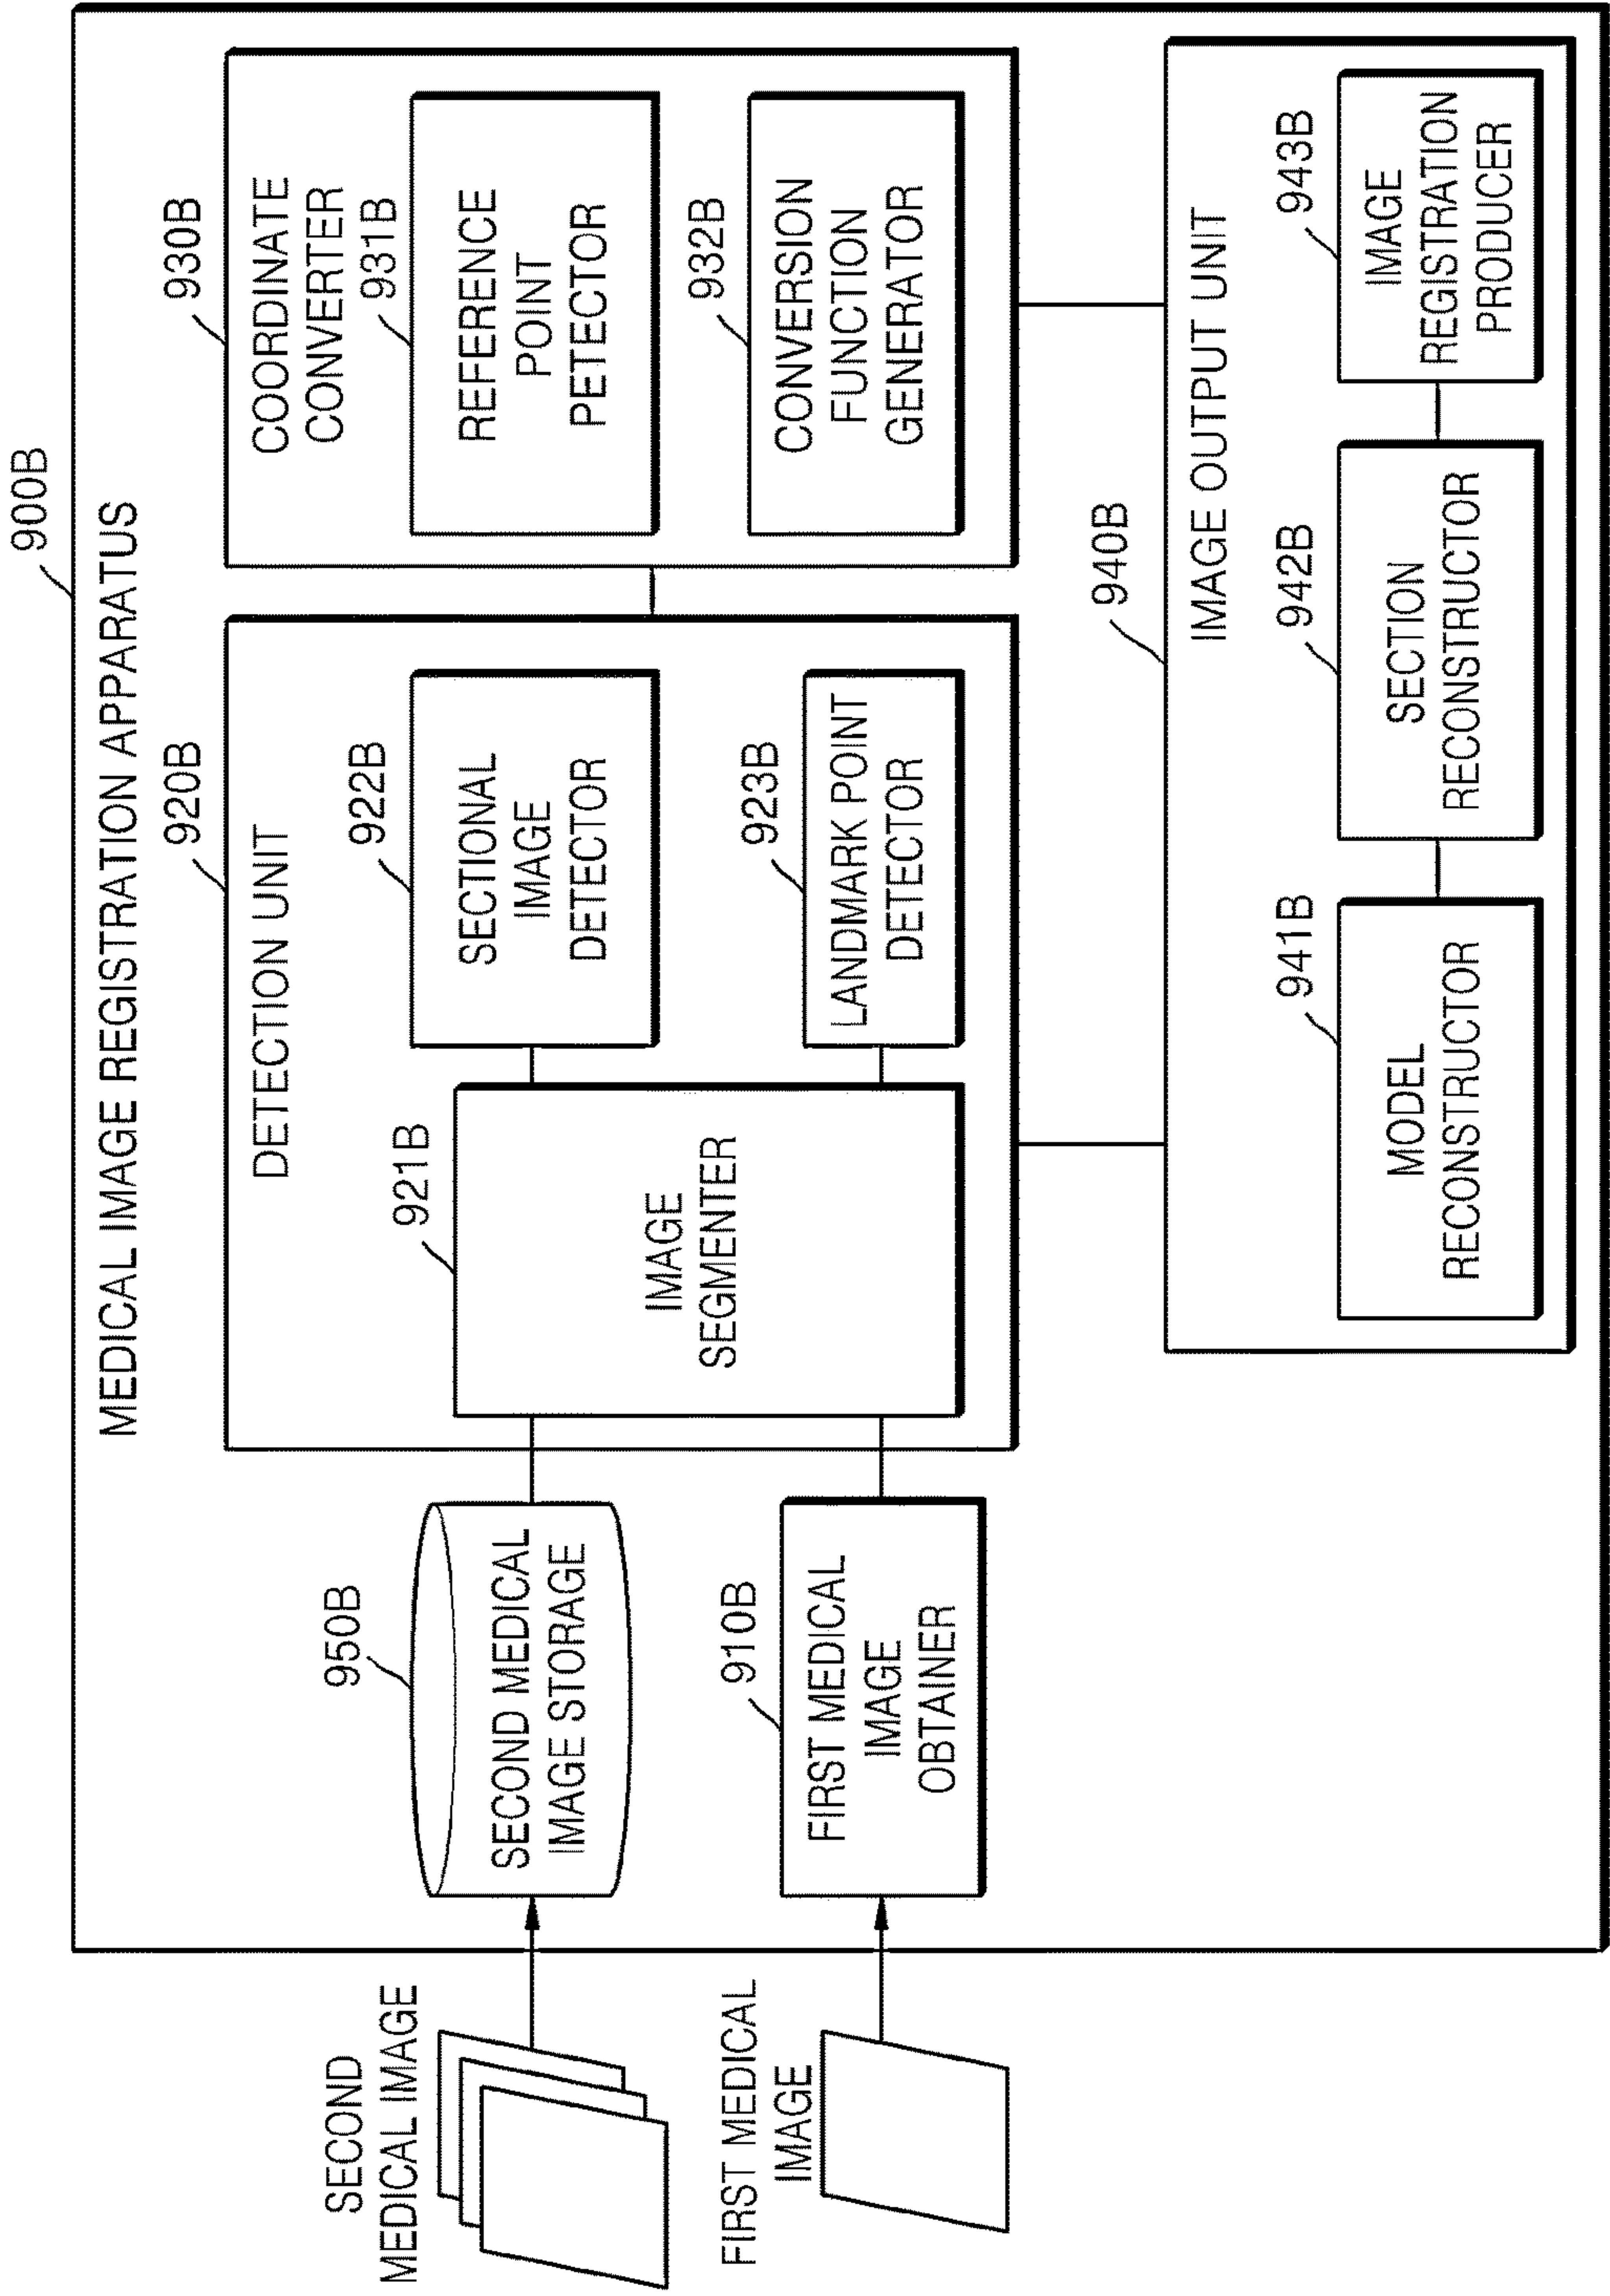 900B
MEDICAL IMAGE REGISTRATION APPARATUS
SECOND
MEDICAL IMAGE
FIRST MEDICAL
IMAGE
950B
SECOND MEDICAL
IMAGE STORAGE
910B
FIRST MEDICAL
IMAGE
OBTAINER
920B
DETECTION UNIT
921B
IMAGE
SEGMENTER
922B
SECTIONAL
IMAGE
DETECTOR
923B
LANDMARK POINT
DETECTOR
930B
COORDINATE
CONVERTER
931B
REFERENCE
POINT
PETECTOR
932B
CONVERSION
FUNCTION
GENERATOR
940B
IMAGE OUTPUT UNIT
941B
MODEL
RECONSTRUCTOR
942B
SECTION
RECONSTRUCTOR
943B
IMAGE
REGISTRATION
PRODUCER